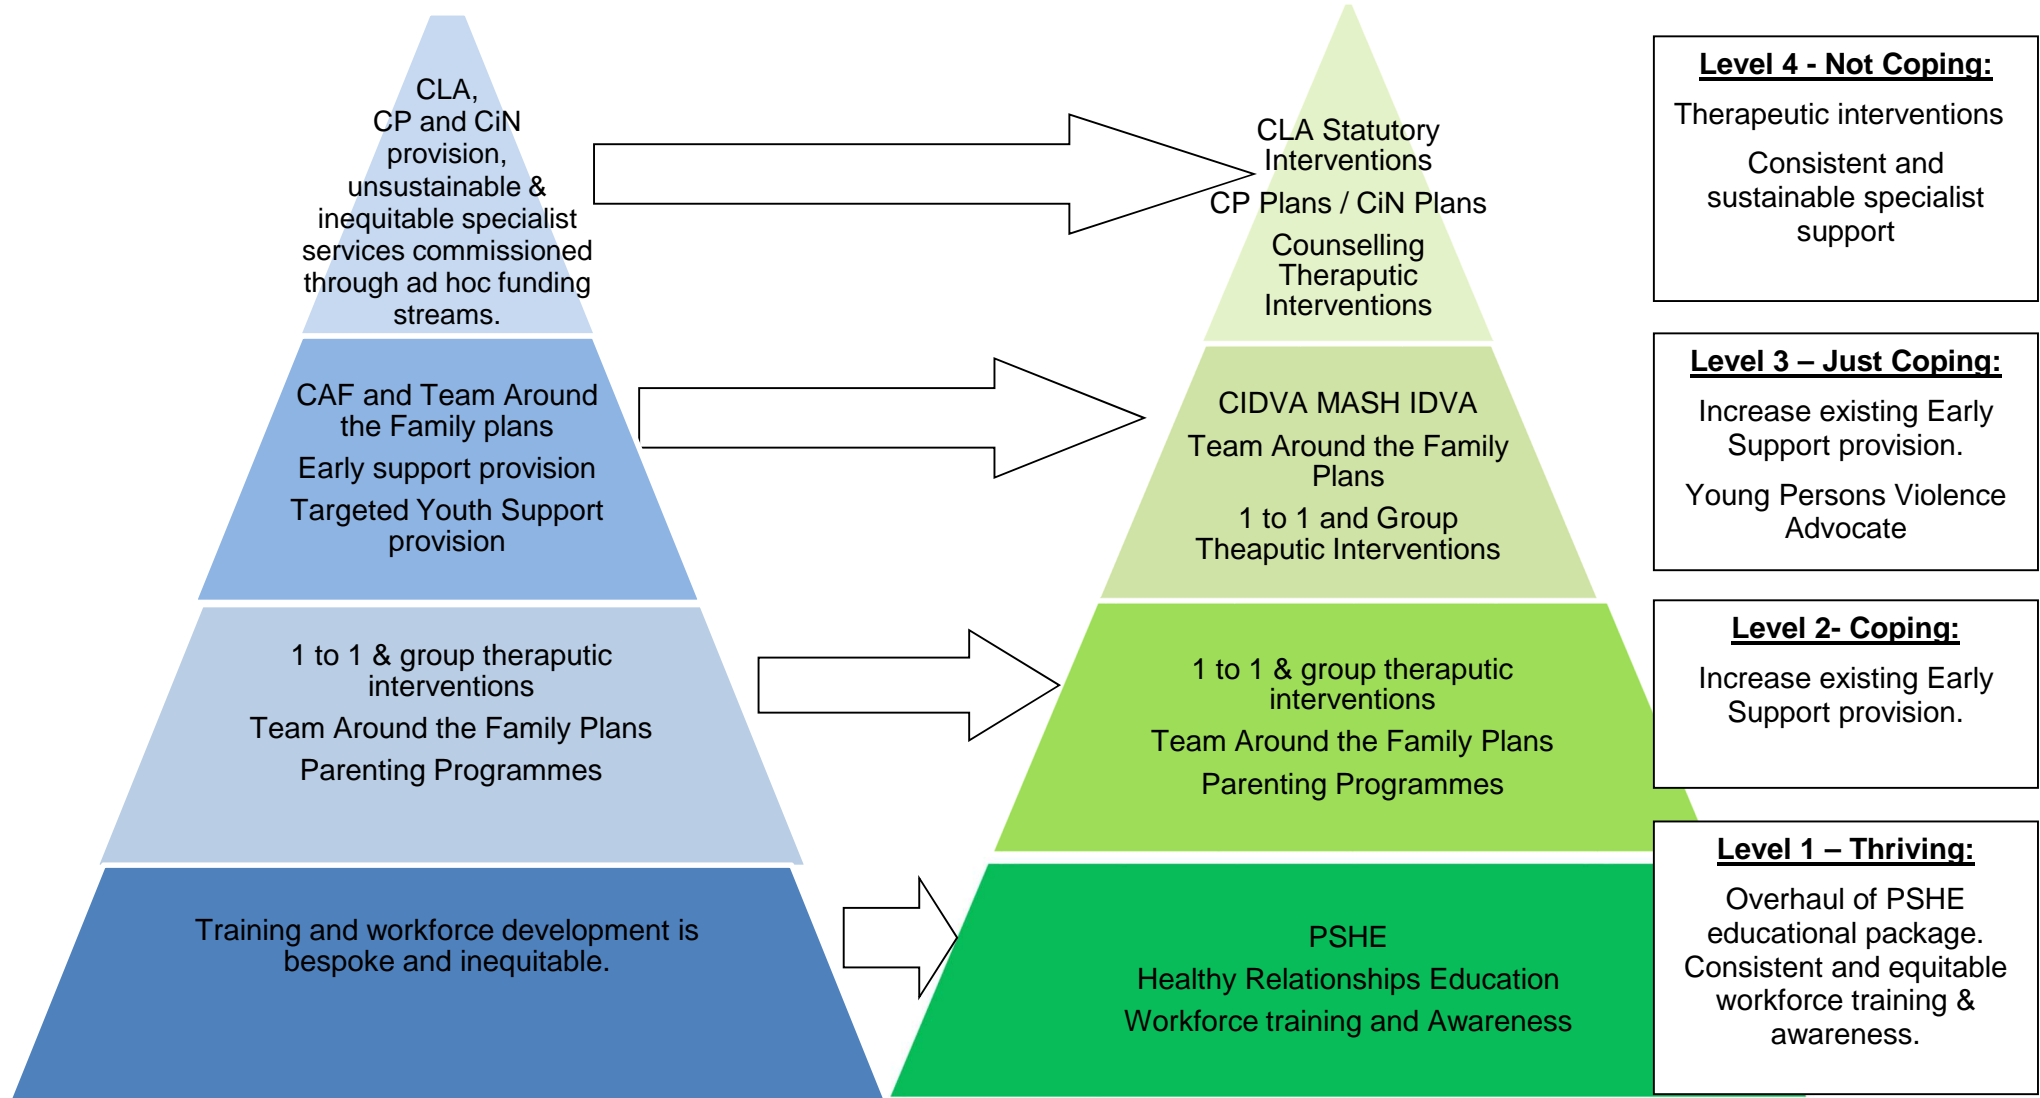 CLA,
CP and CiN
provision,
unsustainable &
inequitable specialist
services commissioned
through ad hoc funding
streams.
CAF and Team Around
the Family plans
Early support provision
Targeted Youth Support
provision
1 to 1 & group theraputic
interventions
Team Around the Family Plans
Parenting Programmes
Training and workforce development is
bespoke and inequitable.
CLA Statutory
Interventions
CP Plans / CiN Plans
Counselling
Theraputic
Interventions
CIDVA MASH IDVA
Team Around the Family
Plans
1 to 1 and Group
Theaputic Interventions
1 to 1 & group theraputic
interventions
Team Around the Family Plans
Parenting Programmes
PSHE
Healthy Relationships Education
Workforce training and Awareness
Level 4 - Not Coping:
Therapeutic interventions
Consistent and
sustainable specialist
support
Level 3 – Just Coping:
Increase existing Early
Support provision.
Young Persons Violence
Advocate
Level 2- Coping:
Increase existing Early
Support provision.
Level 1 – Thriving:
Overhaul of PSHE
educational package.
Consistent and equitable
workforce training &
awareness.